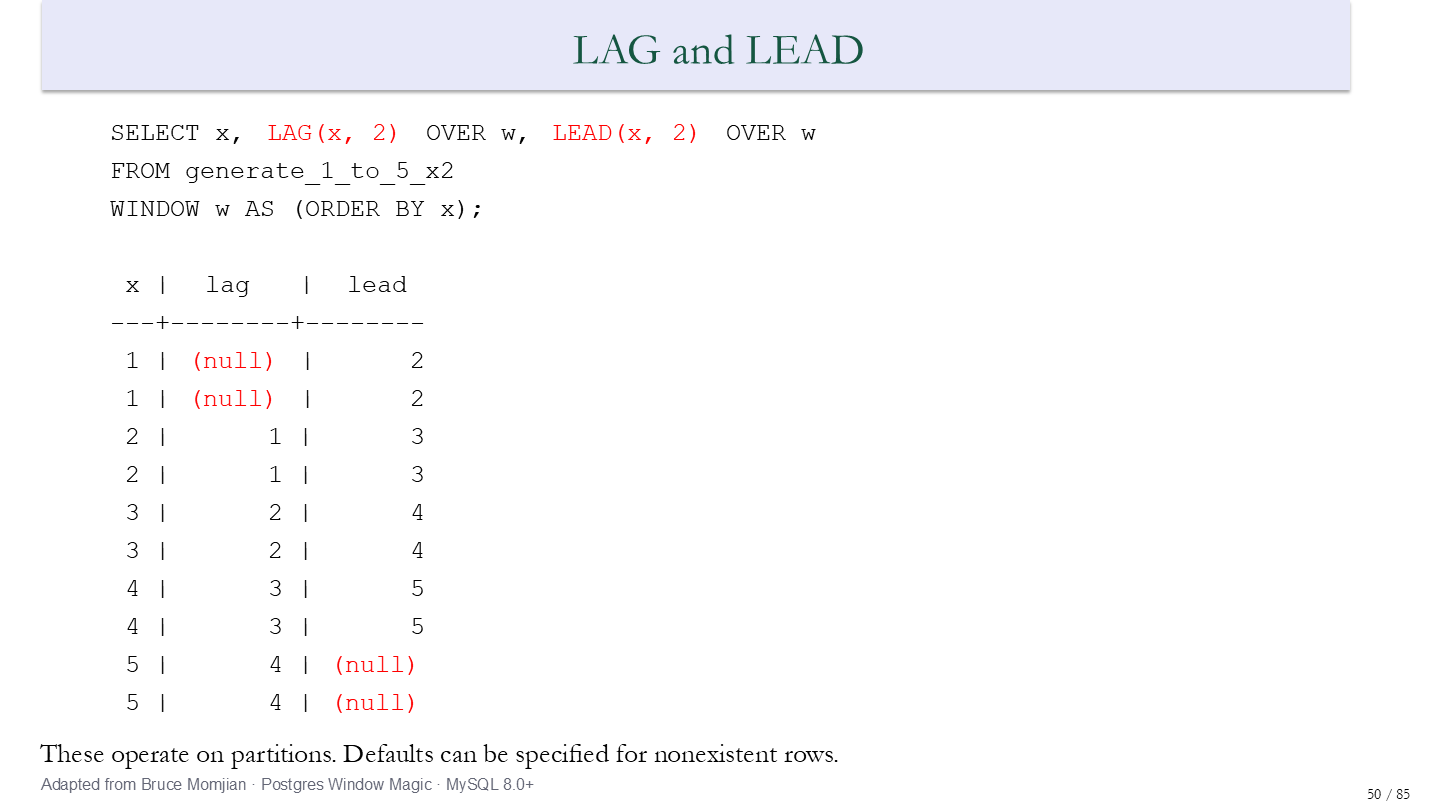 LAG and LEAD
SELECT x, LAG(x, 2) OVER w, LEAD(x, 2) OVER w
FROM generate_1_to_5_x2
WINDOW w AS (ORDER BY x);
x | lag | lead
---+--------+--------
1 | (null) | 2
1 | (null) | 2
2 | 1 | 3
2 | 1 | 3
3 | 2 | 4
3 | 2 | 4
4 | 3 | 5
4 | 3 | 5
5 | 4 | (null)
5 | 4 | (null)
These operate on partitions. Defaults can be specified for nonexistent rows.
Adapted from Bruce Momjian · Postgres Window Magic · MySQL 8.0+
50 / 85